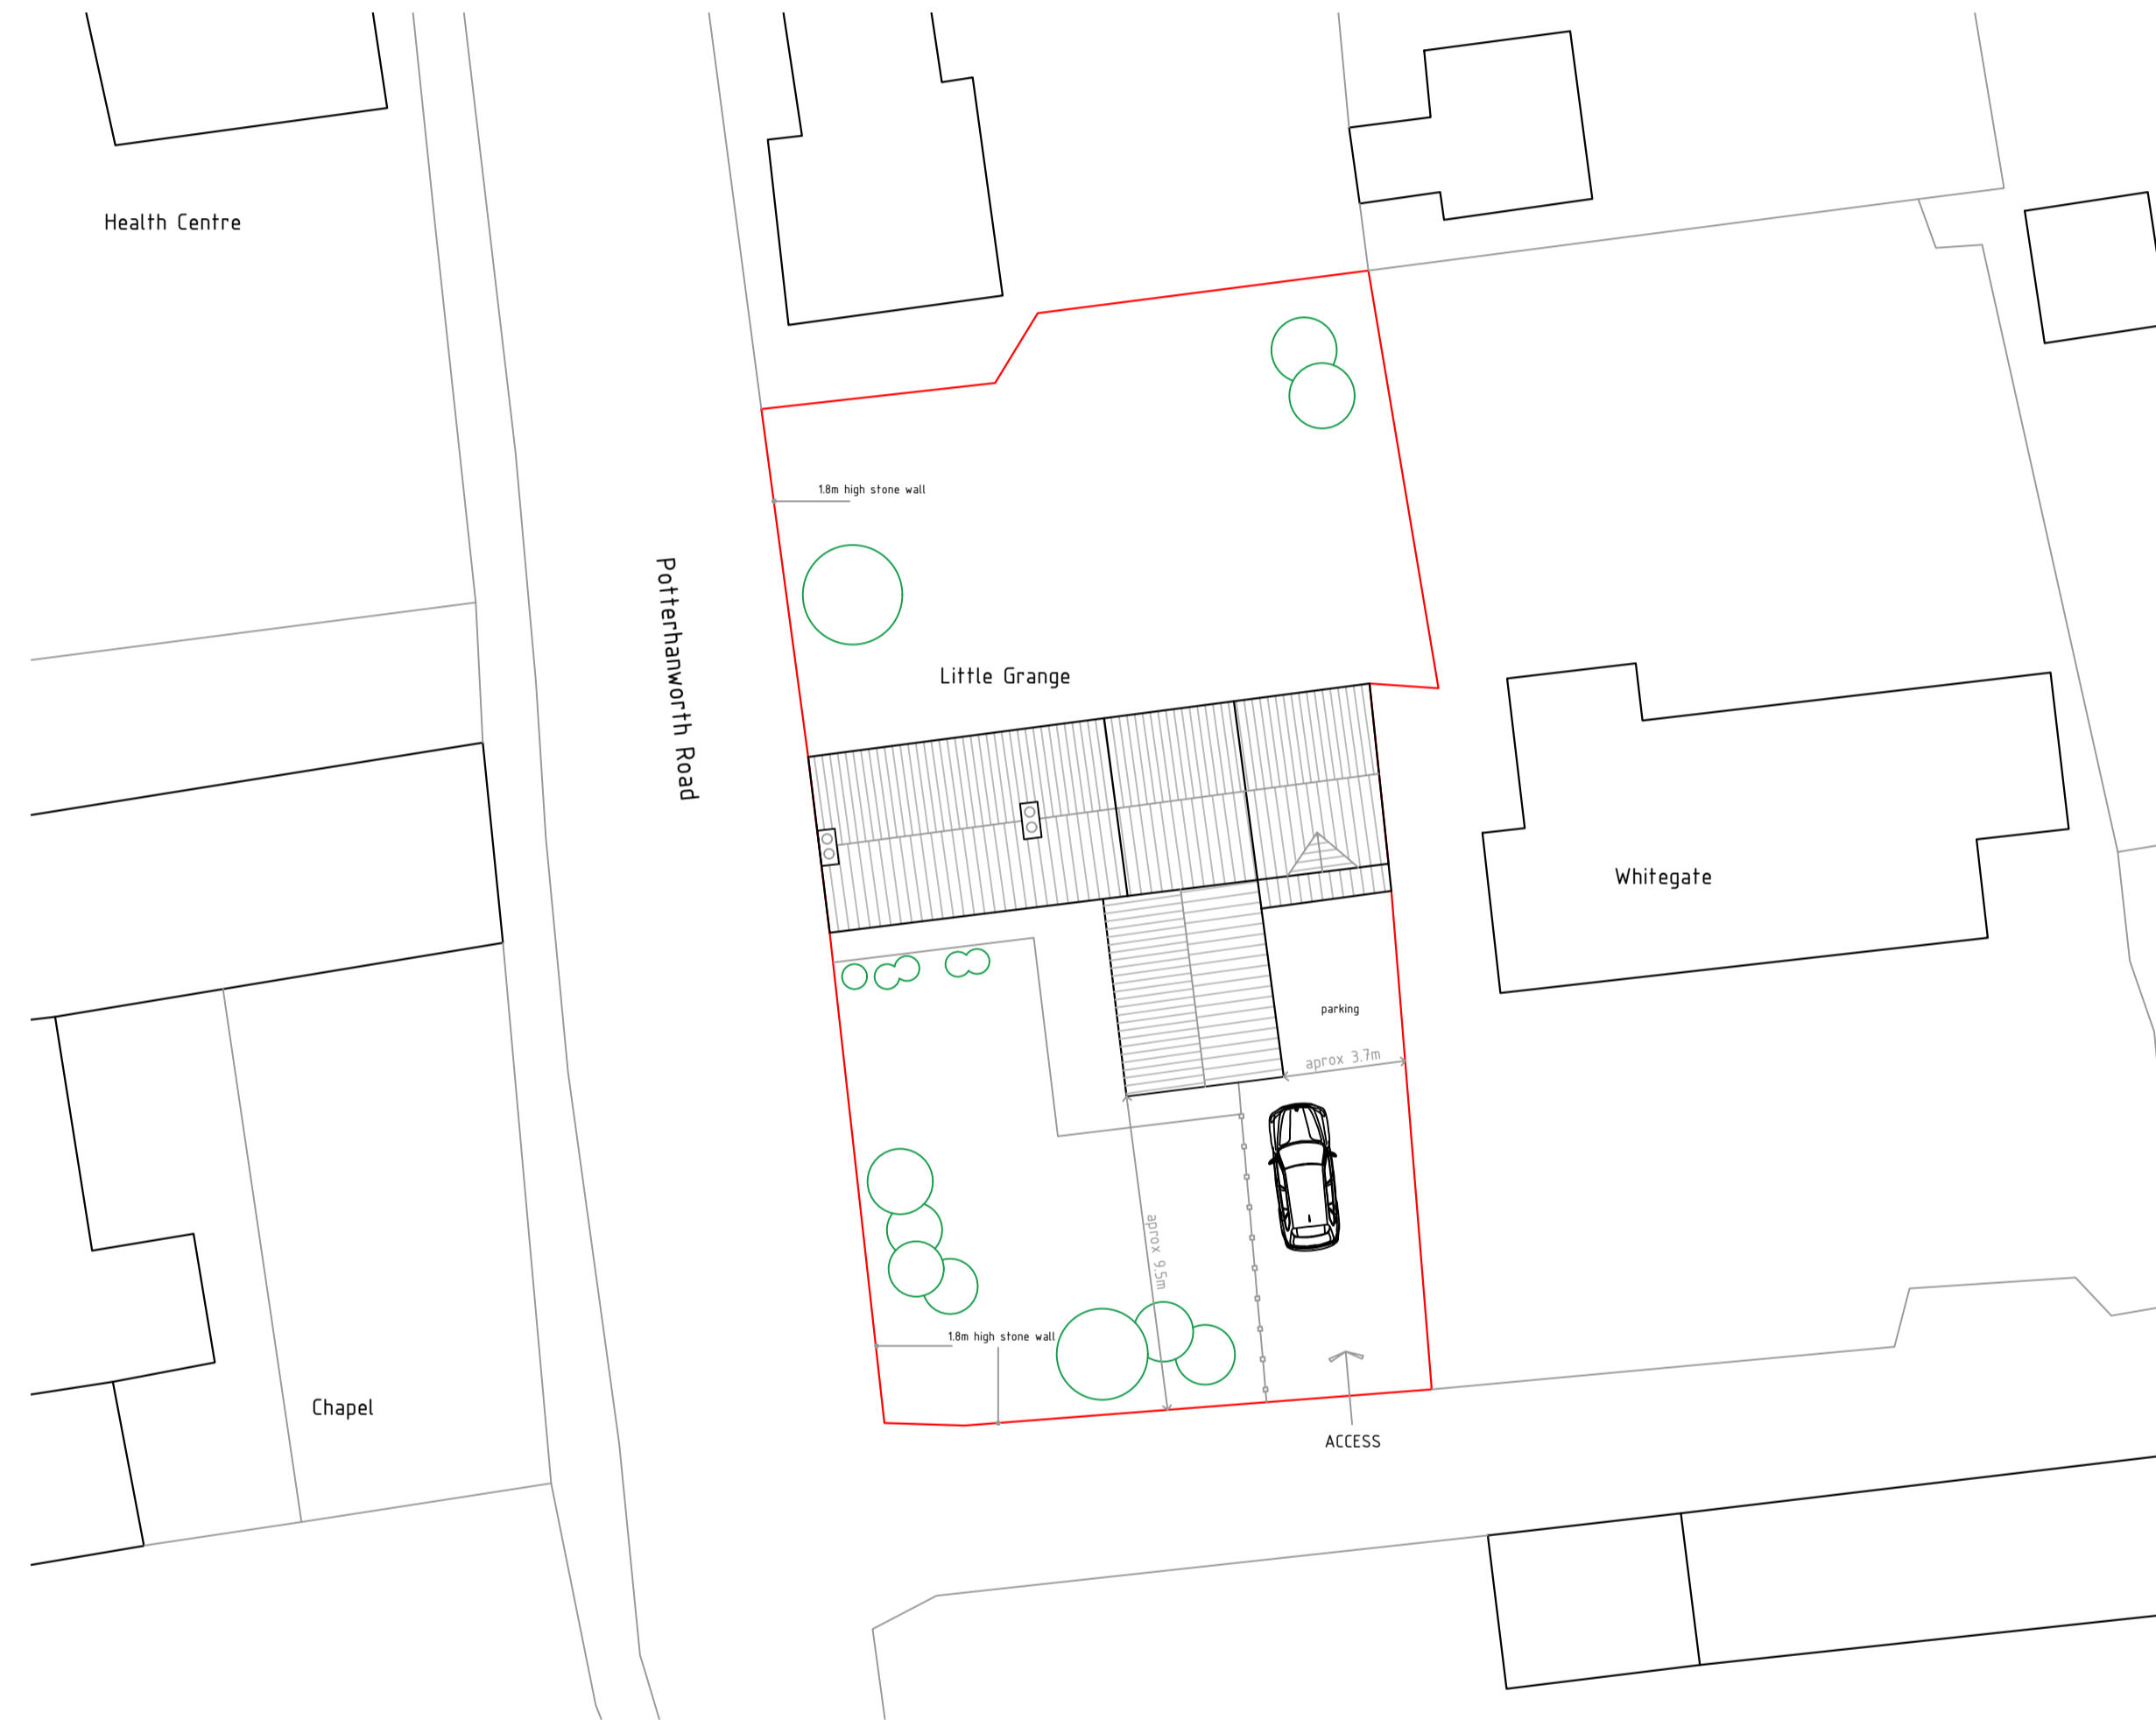 Health Centre
1.8m high stone wall
Potterhanworth Road
Little Grange
Whitegate
parking
aprox 3.7m
aprox 9.5m
1.8m high stone wall
Chapel
ACCESS